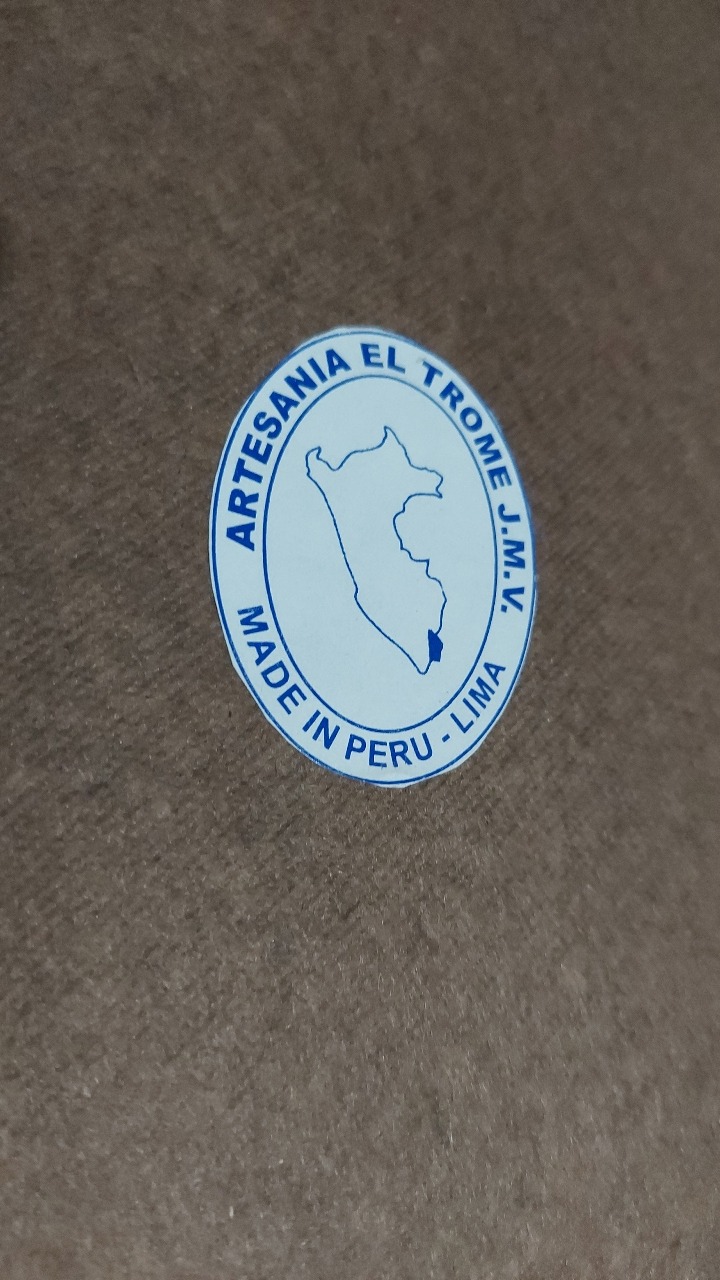 ARTESANIA EL TROME J.M.V.
MADE IN PERU - LIMA